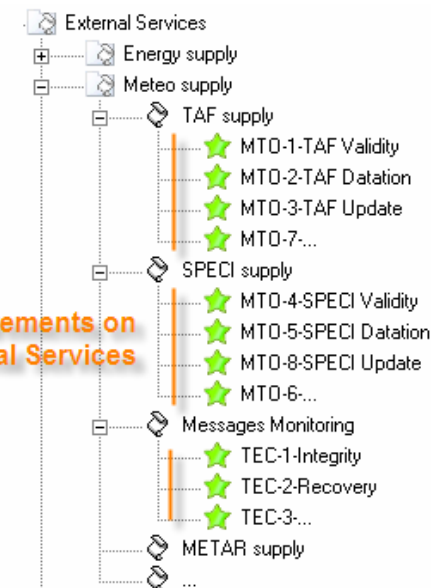 External Services
Energy supply
Meteo supply
TAF supply
MTO-1-TAF Validity
MTO-2-TAF Datation
MTO-3-TAF Update
MTO-7-...
SPECI supply
MTO-4-SPECI Validity
MTO-5-SPECI Datation
MTO-8-SPECI Update
MTO-6-...
ements on
al Services
Messages Monitoring
TEC-1-Integrity
TEC-2-Recovery
TEC-3-...
METAR supply
...